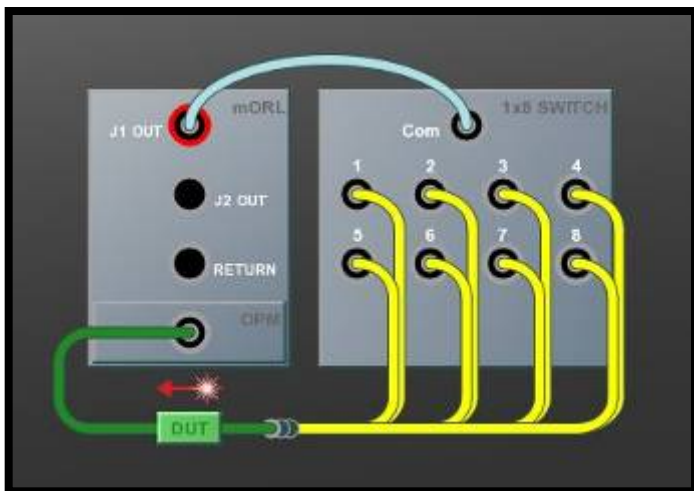 mORL
J1 OUT
J2 OUT
RETURN
OPM
1x8 SWITCH
Com
1 2 3 4
5 6 7 8
DUT